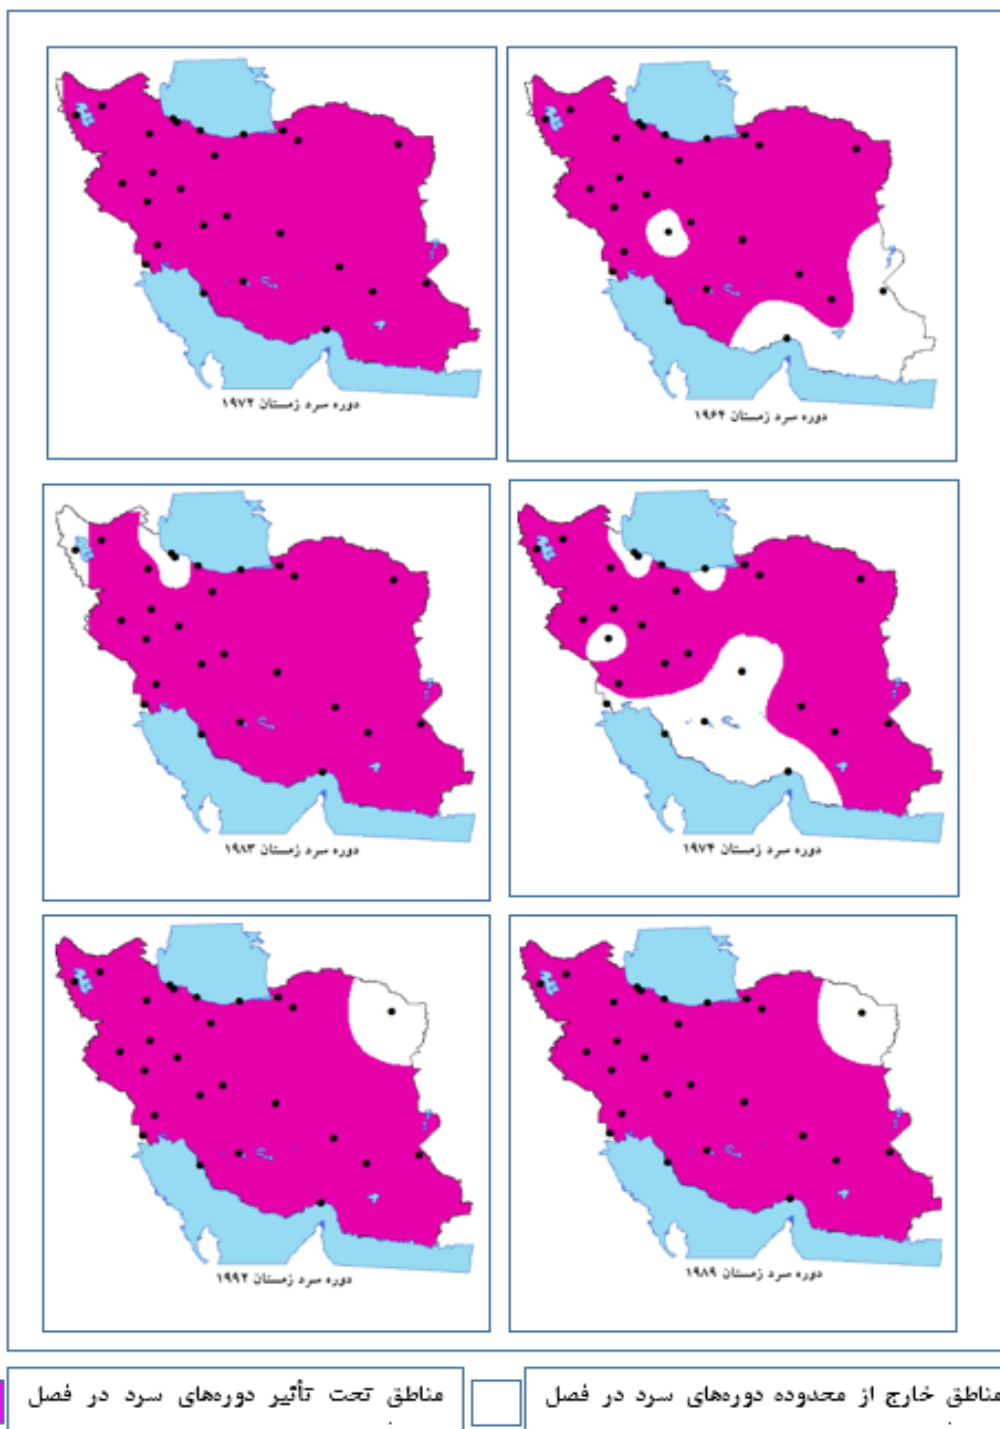 دوره سرد زمستان ۱۹۶۴
دوره سرد زمستان ۱۹۷۲
دوره سرد زمستان ۱۹۷۴
دوره سرد زمستان ۱۹۸۳
دوره سرد زمستان ۱۹۸۹
دوره سرد زمستان ۱۹۹۲
مناطق خارج از محدوده دوره‌های سرد در فصل
مناطق تحت تأثیر دوره‌های سرد در فصل